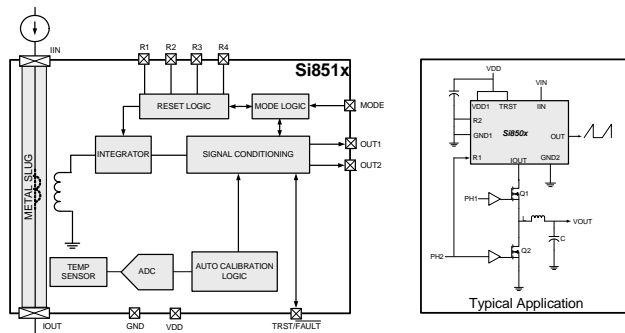 IIN
R1 R2 R3 R4
Si851x
RESET LOGIC
MODE LOGIC
MODE
METAL SLUG
INTEGRATOR
SIGNAL CONDITIONING
OUT1
OUT2
TEMP SENSOR
ADC
AUTO CALIBRATION LOGIC
IOUT
GND
VDD
TRST/FAULT
VDD
VIN
VDD1 TRST IIN
R2
Si850x
GND1
OUT
R1
IOUT
GND2
Q1
PH1
L
VOUT
C
Q2
PH2
Typical Application